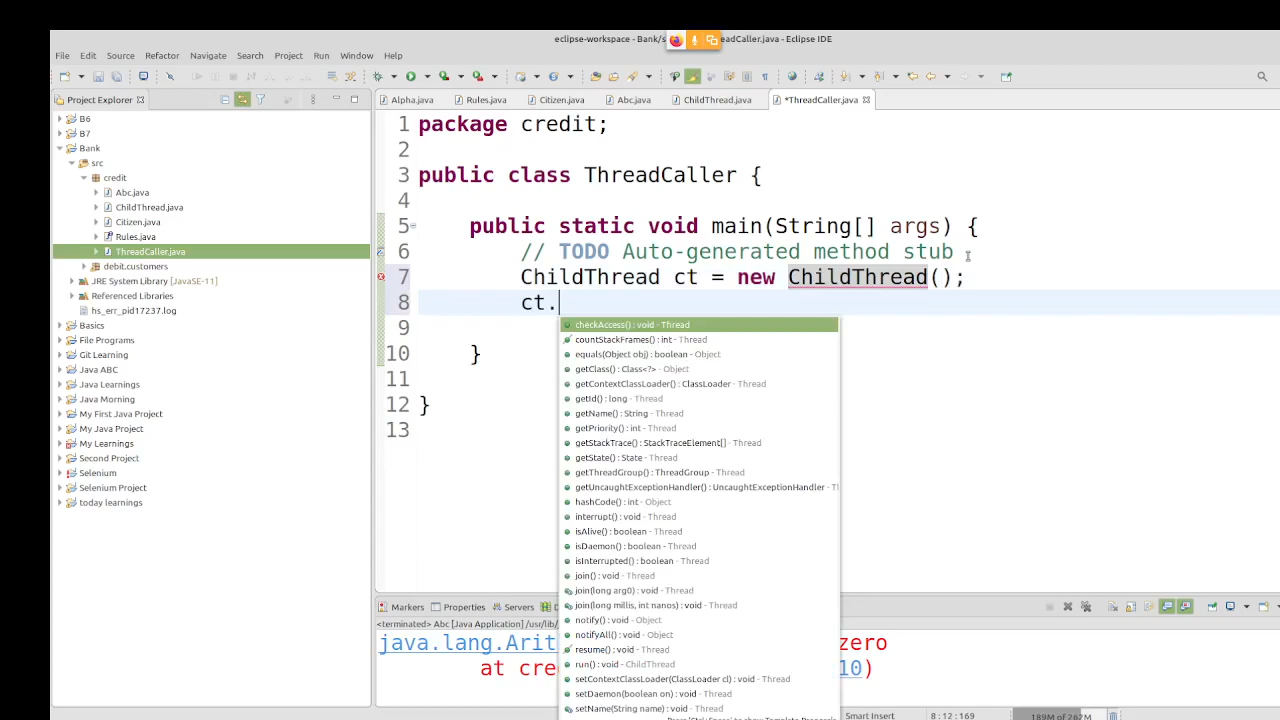 eclipse-workspace - Bank/s
eadCaller.java - Eclipse IDE
File Edit Source Refactor Navigate Search Project Run Window Help
Project Explorer
B6
B7
Bank
src
credit
Abc.java
ChildThread.java
Citizen.java
Rules.java
ThreadCaller.java
debit.customers
JRE System Library [JavaSE-11]
Referenced Libraries
hs_err_pid17237.log
Basics
File Programs
Git Learning
Java ABC
Java Learnings
Java Morning
My First Java Project
My Java Project
My Learnings
Second Project
Selenium
Selenium Project
today learnings
Alpha.java Rules.java Citizen.java Abc.java ChildThread.java *ThreadCaller.java
1 package credit;
2
3 public class ThreadCaller {
4
5 public static void main(String[] args) {
6 // TODO Auto-generated method stub
7 ChildThread ct = new ChildThread();
8 ct.
9
10 }
11
12 }
13
checkAccess() : void - Thread
countStackFrames() : int - Thread
equals(Object obj) : boolean - Object
getClass() : Class<?> - Object
getContextClassLoader() : ClassLoader - Thread
getId() : long - Thread
getName() : String - Thread
getPriority() : int - Thread
getStackTrace() : StackTraceElement[] - Thread
getState() : State - Thread
getThreadGroup() : ThreadGroup - Thread
getUncaughtExceptionHandler() : UncaughtExceptionHandler - T
hashCode() : int - Object
interrupt() : void - Thread
isAlive() : boolean - Thread
isDaemon() : boolean - Thread
isInterrupted() : boolean - Thread
join() : void - Thread
join(long arg0) : void - Thread
join(long millis, int nanos) : void - Thread
notify() : void - Object
notifyAll() : void - Object
resume() : void - Thread
run() : void - ChildThread
setContextClassLoader(ClassLoader cl) : void - Thread
setDaemon(boolean on) : void - Thread
setName(String name) : void - Thread
Markers Properties Servers
<terminated> Abc [Java Application] /usr/lib/
java.lang.Arit zero
at cre 10)
Smart Insert 8 : 12 : 169 189M of 262M